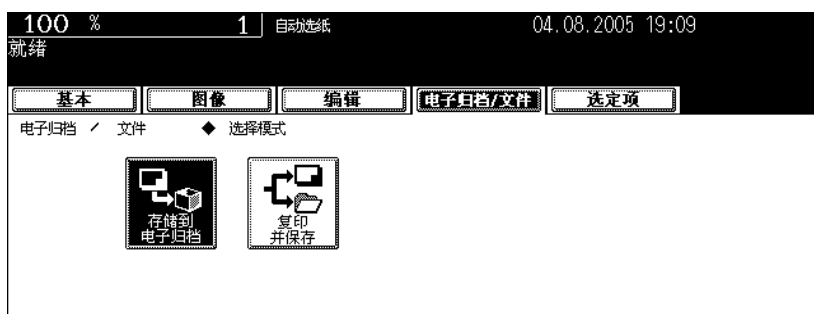 100 % 1 自动选纸 04.08.2005 19:09
就绪
基本 图像 编辑 电子归档/文件 选定项
电子归档 / 文件 ◆ 选择模式
存储到 复印
电子归档 并保存